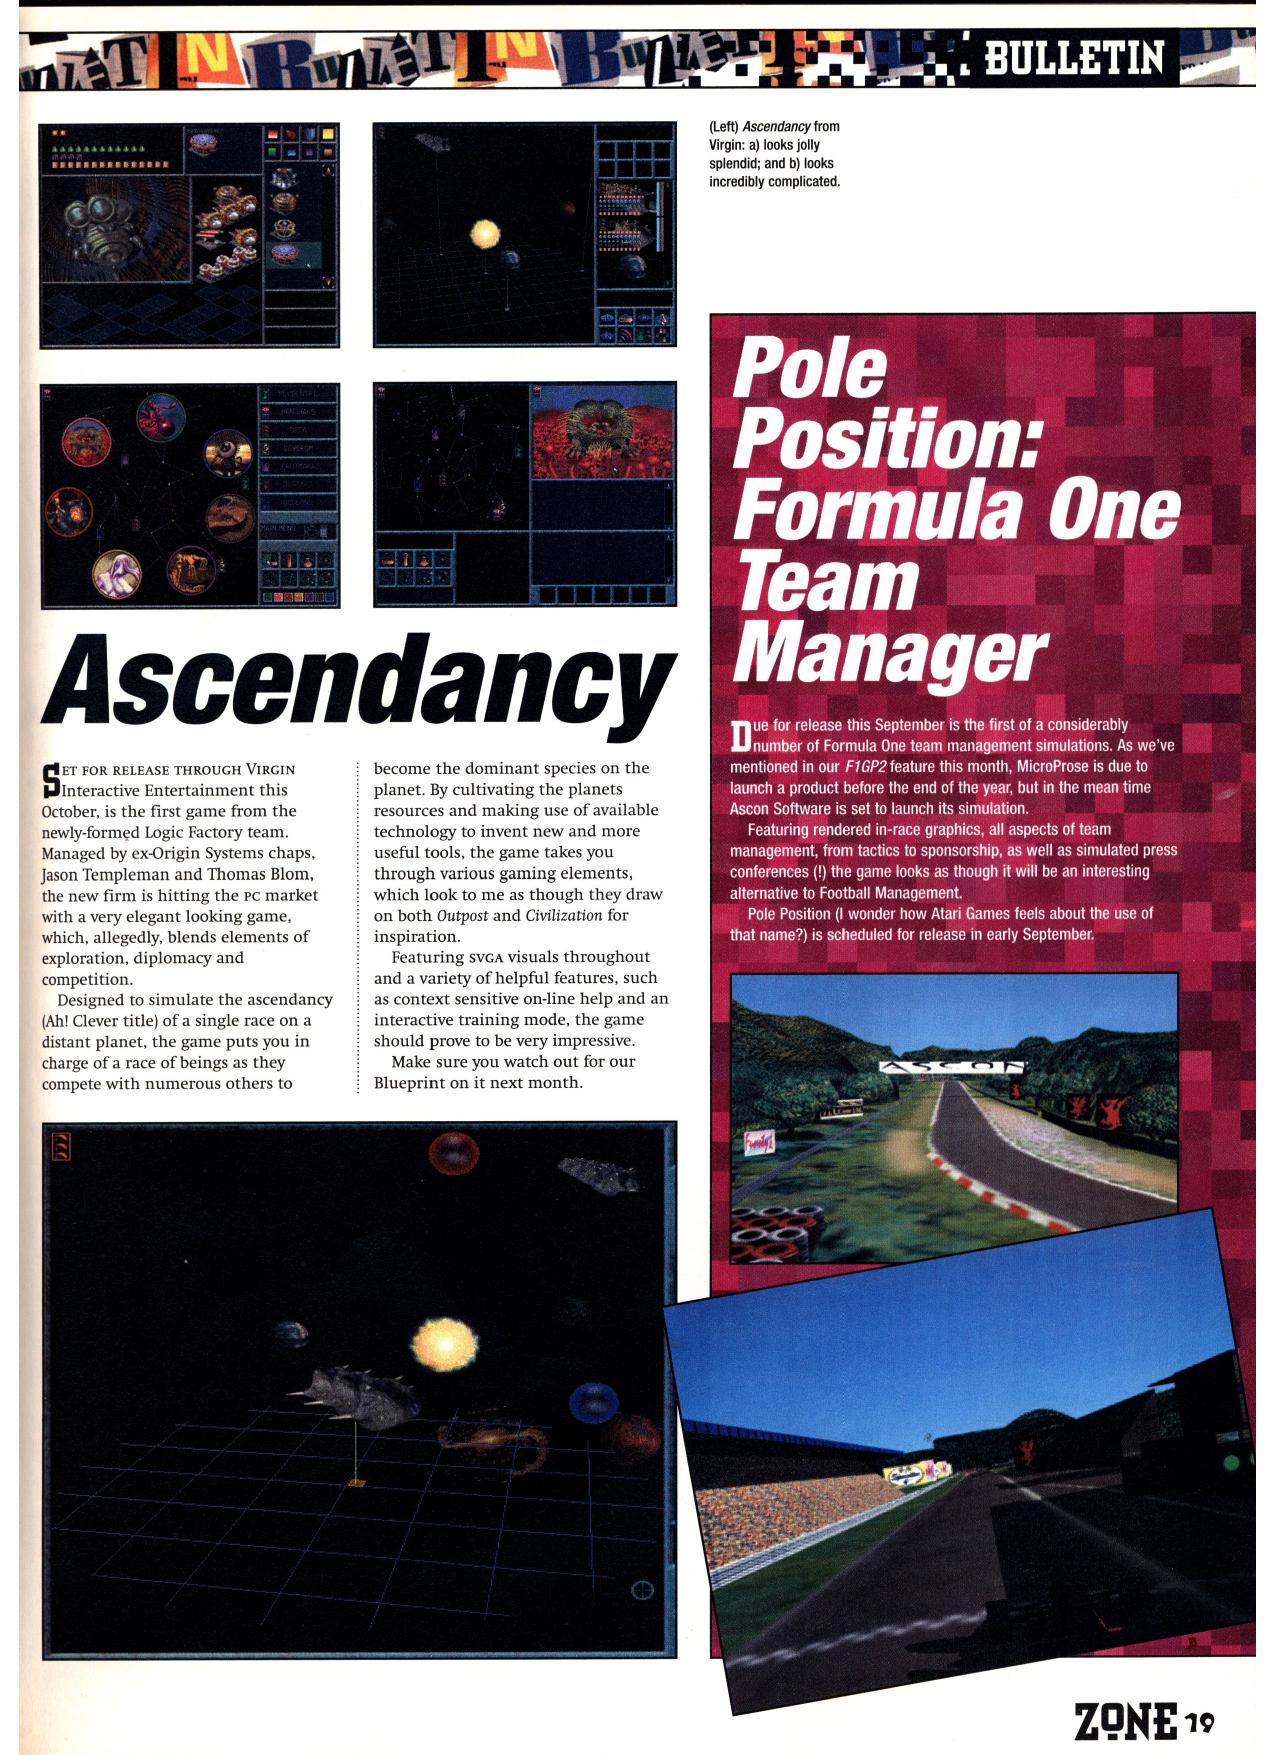 BULLETIN
(Left) Ascendancy from
Virgin: a) looks jolly
splendid; and b) looks
incredibly complicated.
Ascendancy
SET FOR RELEASE THROUGH VIRGIN
Interactive Entertainment this
October, is the first game from the
newly-formed Logic Factory team.
Managed by ex-Origin Systems chaps,
Jason Templeman and Thomas Blom,
the new firm is hitting the PC market
with a very elegant looking game,
which, allegedly, blends elements of
exploration, diplomacy and
competition.
Designed to simulate the ascendancy
(Ah! Clever title) of a single race on a
distant planet, the game puts you in
charge of a race of beings as they
compete with numerous others to
become the dominant species on the
planet. By cultivating the planets
resources and making use of available
technology to invent new and more
useful tools, the game takes you
through various gaming elements,
which look to me as though they draw
on both Outpost and Civilization for
inspiration.
Featuring SVGA visuals throughout
and a variety of helpful features, such
as context sensitive on-line help and an
interactive training mode, the game
should prove to be very impressive.
Make sure you watch out for our
Blueprint on it next month.
Pole
Position:
Formula One
Team
Manager
Due for release this September is the first of a considerably
number of Formula One team management simulations. As we've
mentioned in our F1GP2 feature this month, MicroProse is due to
launch a product before the end of the year, but in the mean time
Ascon Software is set to launch its simulation.
Featuring rendered in-race graphics, all aspects of team
management, from tactics to sponsorship, as well as simulated press
conferences (!) the game looks as though it will be an interesting
alternative to Football Management.
Pole Position (I wonder how Atari Games feels about the use of
that name?) is scheduled for release in early September.
ASCON
ZONE 19